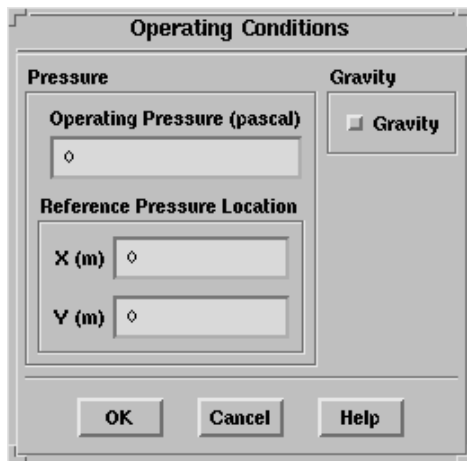 Operating Conditions
Pressure
Gravity
Operating Pressure (pascal)
0
Gravity
Reference Pressure Location
X (m) 0
Y (m) 0
OK Cancel Help